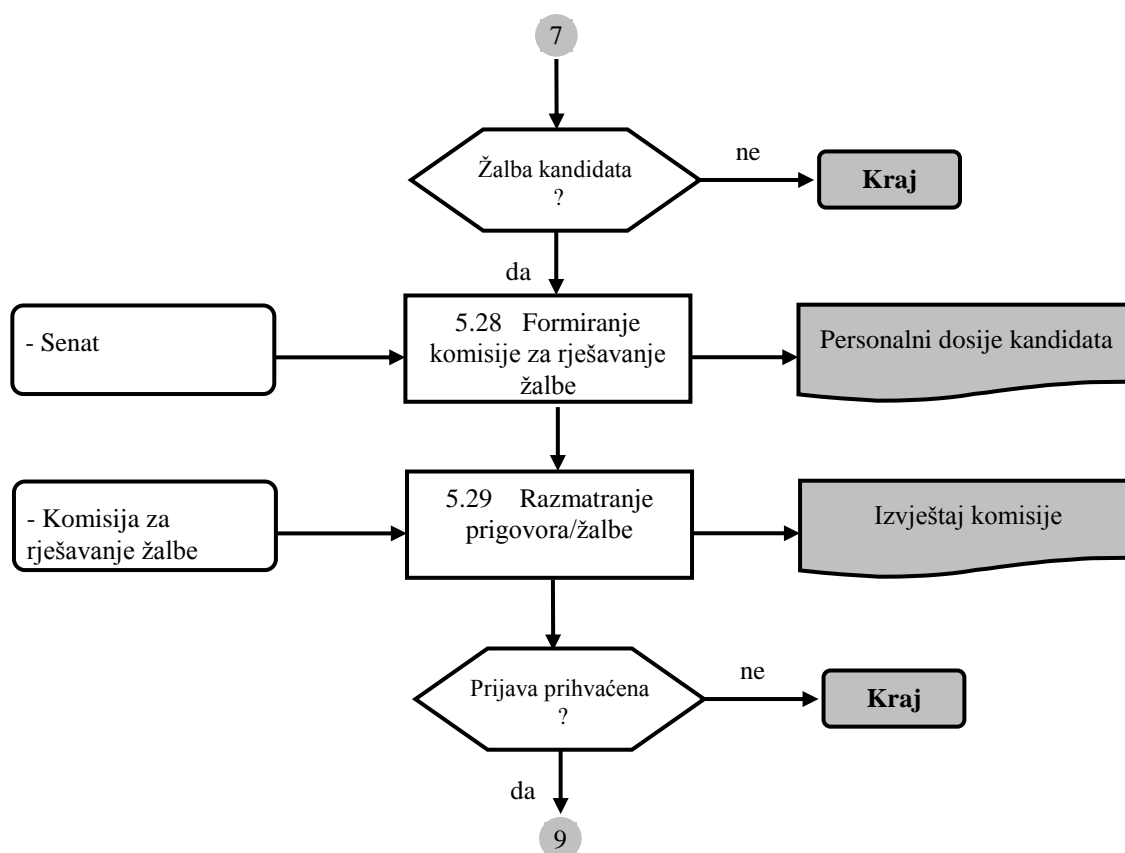 7
Žalba kandidata
?
ne
Kraj
da
- Senat
5.28 Formiranje
komisije za rješavanje
žalbe
Personalni dosije kandidata
- Komisija za
rješavanje žalbe
5.29 Razmatranje
prigovora/žalbe
Izvještaj komisije
Prijava prihvaćena
?
ne
Kraj
da
9